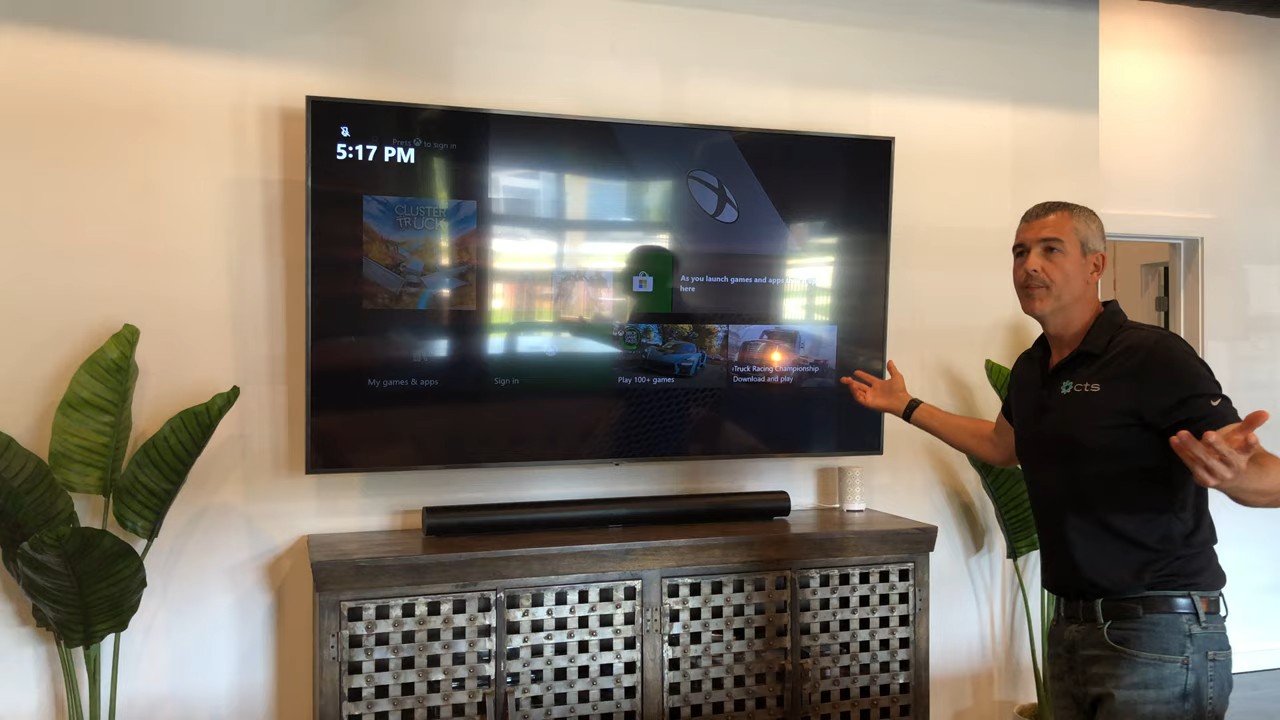 Press to sign in
5:17 PM
CLUSTER
TRUCK
As you launch games and apps
here
My games & apps
Sign in
Play 100+ games
Truck Racing Championship
Download and play
cts